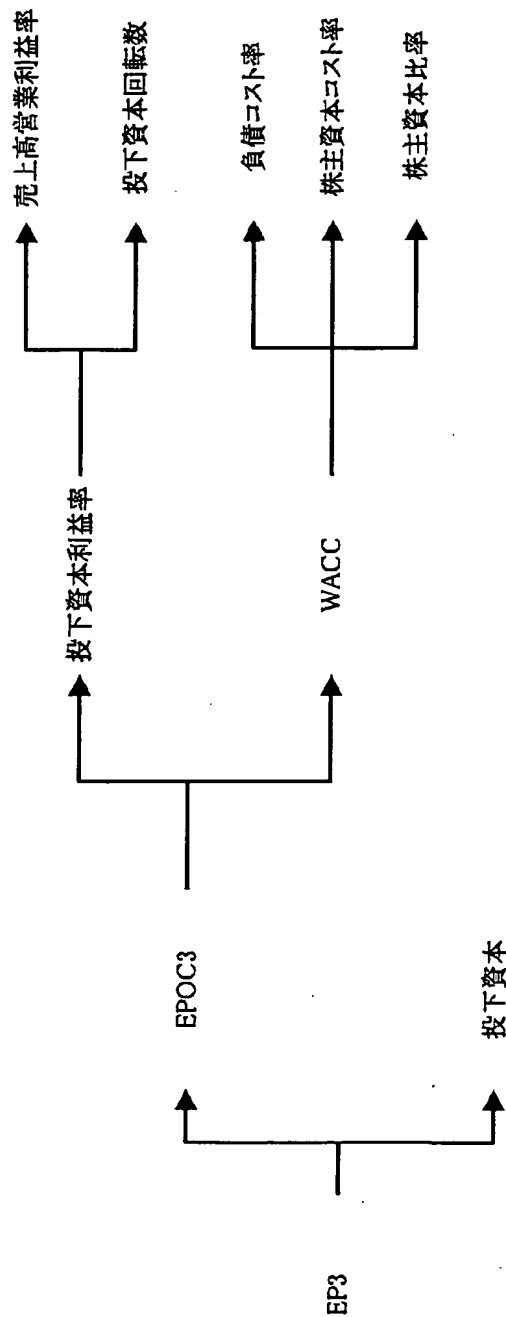 EP3
EPOC3
投下資本
投下資本利益率
WACC
売上高営業利益率
投下資本回転数
負債コスト率
株主資本コスト率
株主資本比率